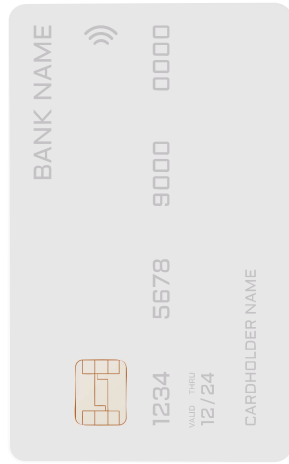 BANK NAME
1234 5678 9000 0000
VALID THRU
12/24
CARDHOLDER NAME